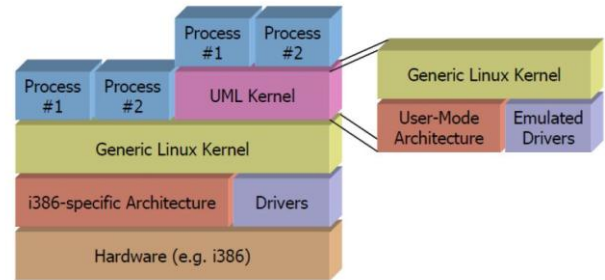 Process
#1
Process
#2
Process
#1
Process
#2
UML Kernel
Generic Linux Kernel
i386-specific Architecture
Drivers
Hardware (e.g. i386)
Generic Linux Kernel
User-Mode
Architecture
Emulated
Drivers